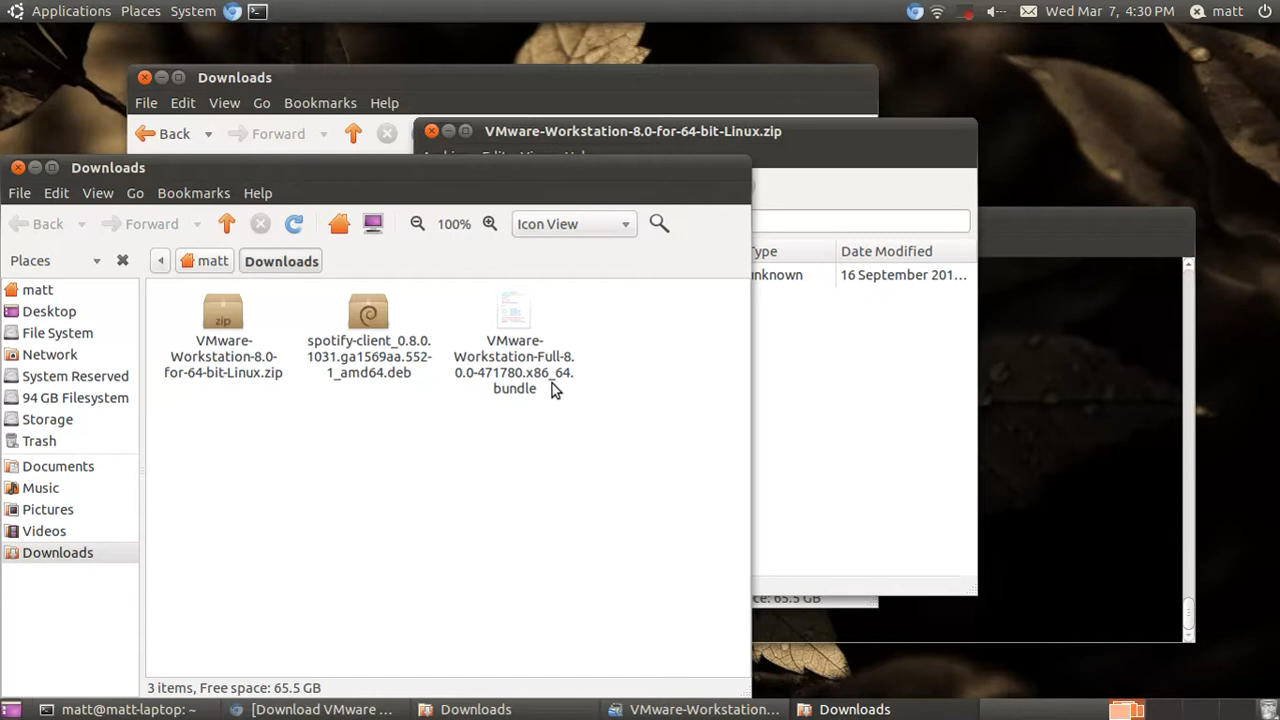 Applications Places System Wed Mar 7, 4:30 PM matt
Downloads
File Edit View Go Bookmarks Help
Back Forward
VMware-Workstation-8.0-for-64-bit-Linux.zip
Downloads
File Edit View Go Bookmarks Help
Back Forward 100% Icon View
Places matt Downloads
Type Date Modified
unknown 16 September 201...
matt
Desktop
File System
Network
System Reserved
94 GB Filesystem
Storage
Trash
Documents
Music
Pictures
Videos
Downloads
zip
VMware-
Workstation-8.0-
for-64-bit-Linux.zip
spotify-client_0.8.0.
1031.ga1569aa.552-
1_amd64.deb
VMware-
Workstation-Full-8.
0.0-471780.x86_64.
bundle
ce: 65.5 GB
3 items, Free space: 65.5 GB
matt@matt-laptop: ~ [Download VMware ... Downloads VMware-Workstation... Downloads